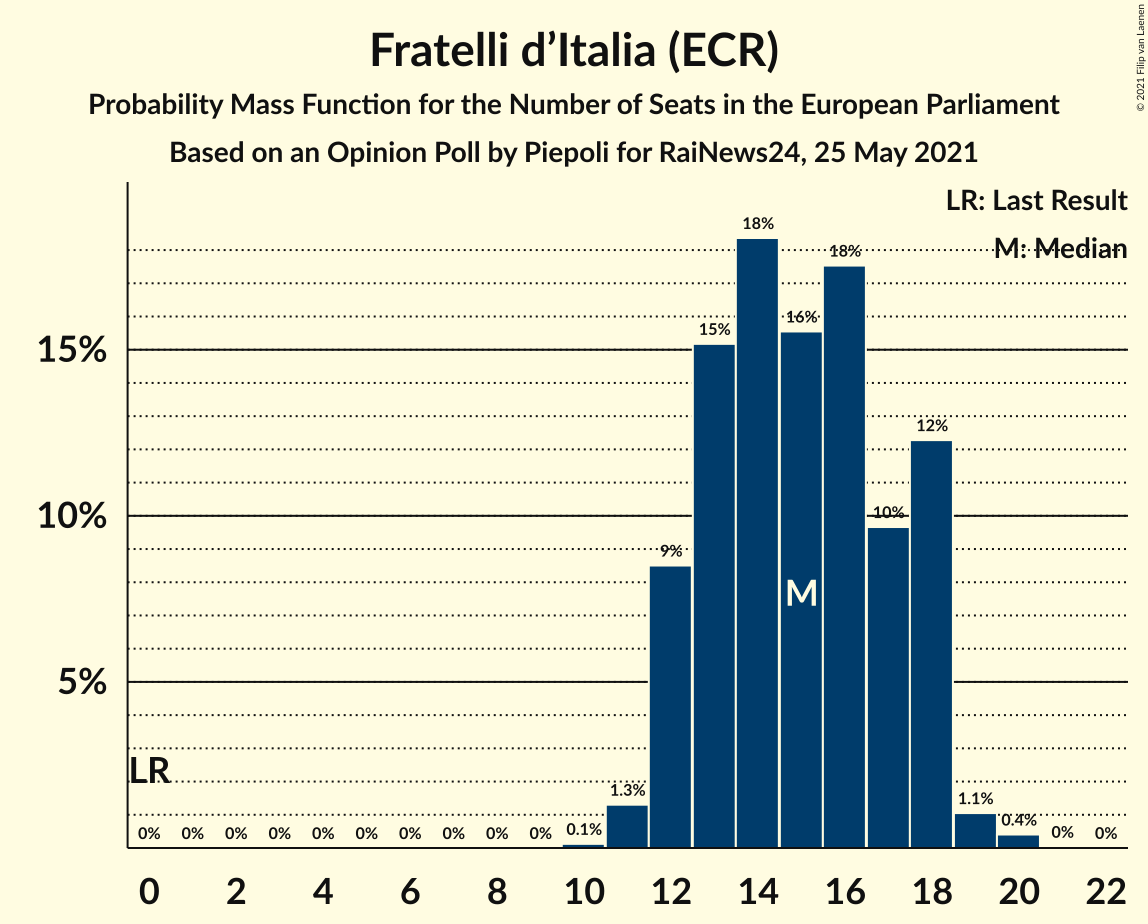 Fratelli d’Italia (ECR)
Probability Mass Function for the Number of Seats in the European Parliament
Based on an Opinion Poll by Piepoli for RaiNews24, 25 May 2021
© 2021 Filip van Laenen
LR: Last Result
M: Median
18%
18%
16%
15%
15%
12%
10%
10%
9%
M
5%
LR
1.3%
1.1%
0.4%
0% 0% 0% 0% 0% 0% 0% 0% 0% 0% 0.1% 0% 0%
0 2 4 6 8 10 12 14 16 18 20 22